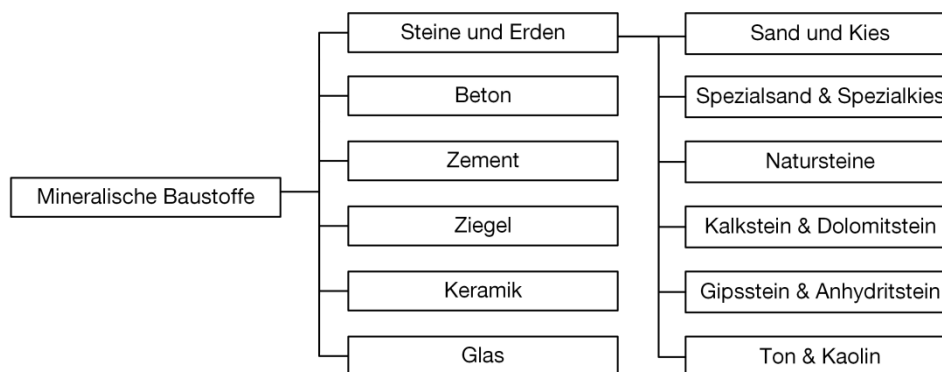 Mineralische Baustoffe
Steine und Erden
Beton
Zement
Ziegel
Keramik
Glas
Sand und Kies
Spezialsand & Spezialkies
Natursteine
Kalkstein & Dolomitstein
Gipsstein & Anhydritstein
Ton & Kaolin